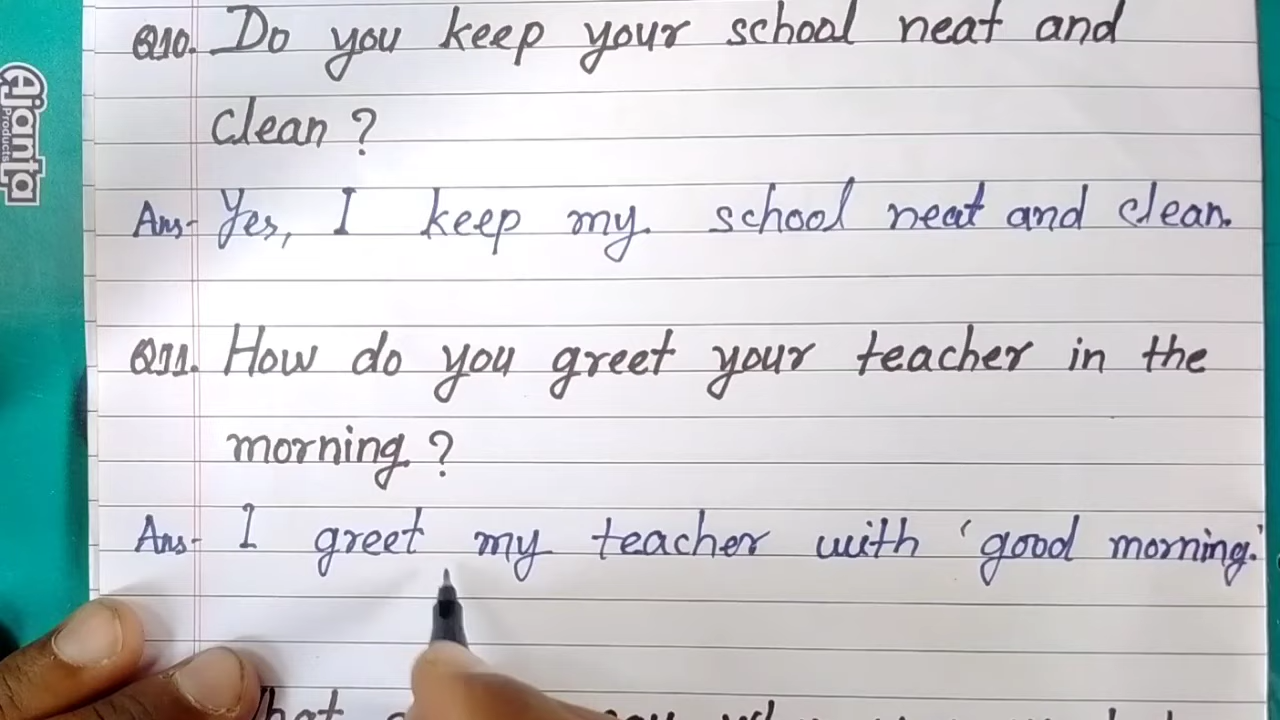 Ajanta
Products
Q10. Do you keep your school neat and
clean ?
Ans- Yes, I keep my school neat and clean.
Q11. How do you greet your teacher in the
morning. ?
Ans- I greet my teacher with 'good morning.'